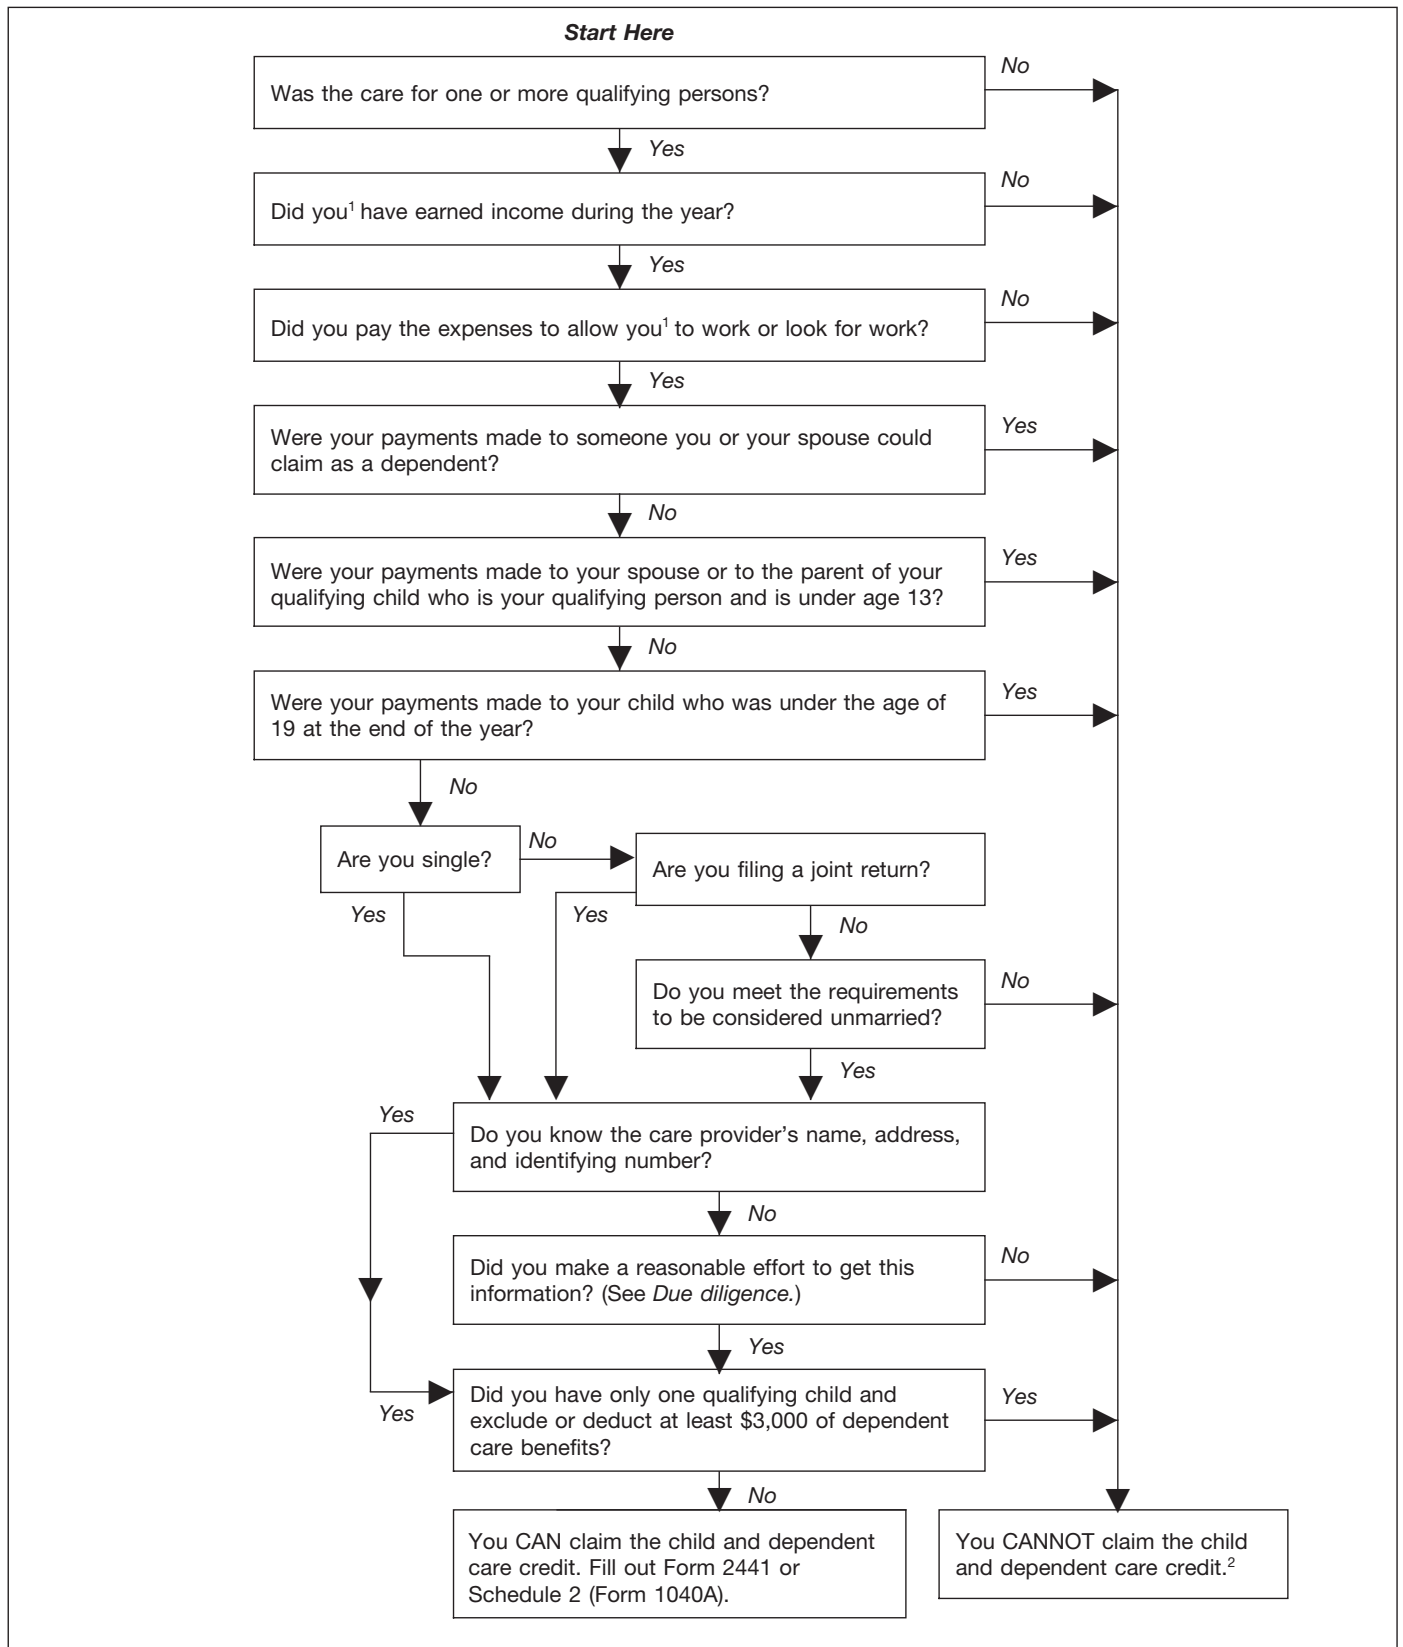 Start Here
No
Was the care for one or more qualifying persons?
Yes
No
Did you¹ have earned income during the year?
Yes
No
Did you pay the expenses to allow you¹ to work or look for work?
Yes
Were your payments made to someone you or your spouse could
claim as a dependent?
Yes
No
Were your payments made to your spouse or to the parent of your
qualifying child who is your qualifying person and is under age 13?
Yes
No
Were your payments made to your child who was under the age of
19 at the end of the year?
Yes
No
Are you single?
No
Are you filing a joint return?
Yes
Yes
No
Do you meet the requirements
to be considered unmarried?
No
Yes
Yes
Do you know the care provider's name, address,
and identifying number?
No
Did you make a reasonable effort to get this
information? (See Due diligence.)
No
Yes
Did you have only one qualifying child and
exclude or deduct at least $3,000 of dependent
care benefits?
Yes
Yes
No
You CAN claim the child and dependent
care credit. Fill out Form 2441 or
Schedule 2 (Form 1040A).
You CANNOT claim the child
and dependent care credit.²